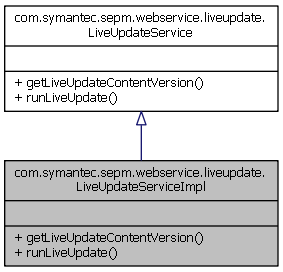 com.symantec.sepm.webservice.liveupdate.
LiveUpdateService
+ getLiveUpdateContentVersion()
+ runLiveUpdate()
com.symantec.sepm.webservice.liveupdate.
LiveUpdateServiceImpl
+ getLiveUpdateContentVersion()
+ runLiveUpdate()